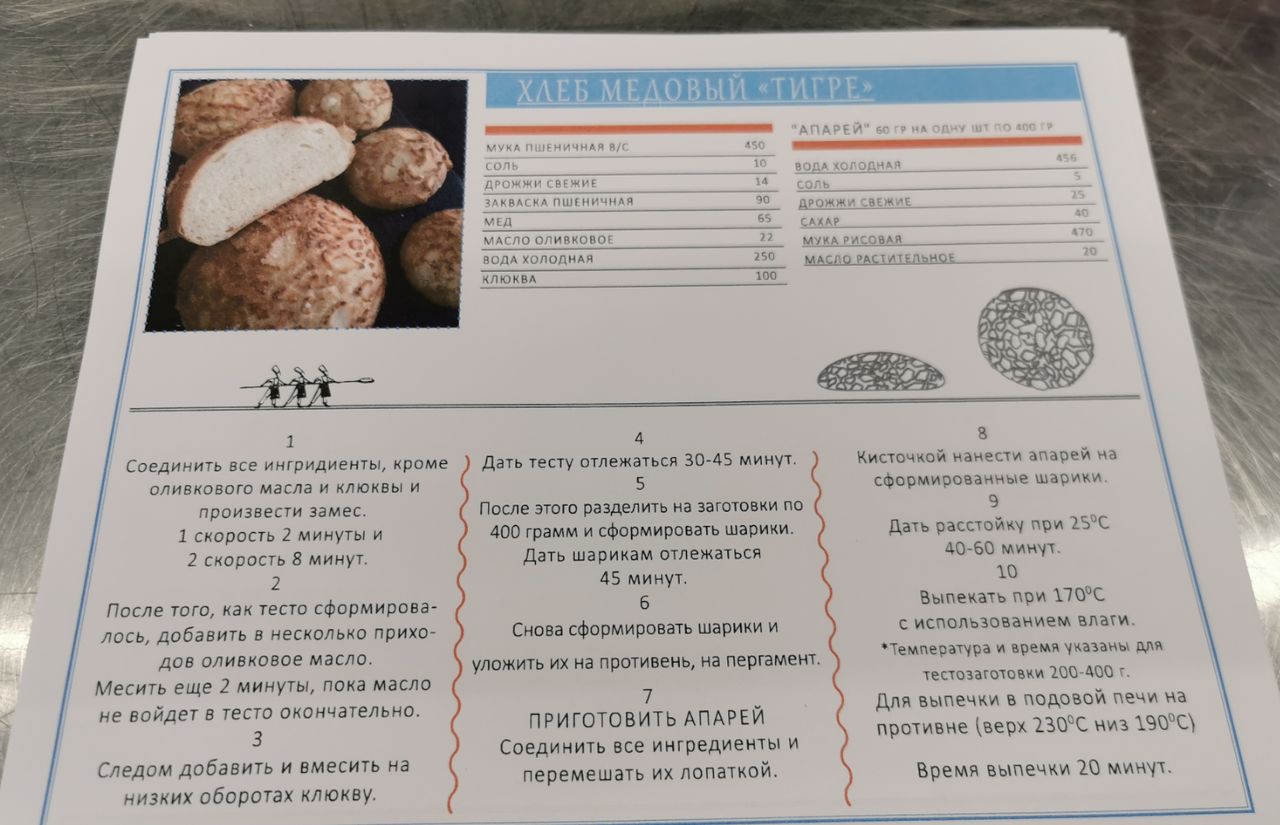 ХЛЕБ МЕДОВЫЙ «ТИГРЕ»
МУКА ПШЕНИЧНАЯ В/С 450
СОЛЬ 10
ДРОЖЖИ СВЕЖИЕ 14
ЗАКВАСКА ПШЕНИЧНАЯ 90
МЕД 65
МАСЛО ОЛИВКОВОЕ 22
ВОДА ХОЛОДНАЯ 250
КЛЮКВА 100
"АПАРЕЙ" 60 ГР НА ОДНУ ШТ ПО 400 ГР
ВОДА ХОЛОДНАЯ 456
СОЛЬ 5
ДРОЖЖИ СВЕЖИЕ 25
САХАР 40
МУКА РИСОВАЯ 470
МАСЛО РАСТИТЕЛЬНОЕ 20
1
Соединить все ингридиенты, кроме
оливкового масла и клюквы и
произвести замес.
1 скорость 2 минуты и
2 скорость 8 минут.
2
После того, как тесто сформирова-
лось, добавить в несколько прихо-
дов оливковое масло.
Месить еще 2 минуты, пока масло
не войдет в тесто окончательно.
3
Следом добавить и вмесить на
низких оборотах клюкву.
4
Дать тесту отлежаться 30-45 минут.
5
После этого разделить на заготовки по
400 грамм и сформировать шарики.
Дать шарикам отлежаться
45 минут.
6
Снова сформировать шарики и
уложить их на противень, на пергамент.
7
ПРИГОТОВИТЬ АПАРЕЙ
Соединить все ингредиенты и
перемешать их лопаткой.
8
Кисточкой нанести апарей на
сформированные шарики.
9
Дать расстойку при 25⁰С
40-60 минут.
10
Выпекать при 170⁰С
с использованием влаги.
*Температура и время указаны для
тестозаготовки 200-400 г.
Для выпечки в подовой печи на
противне (верх 230⁰С низ 190⁰С)
Время выпечки 20 минут.